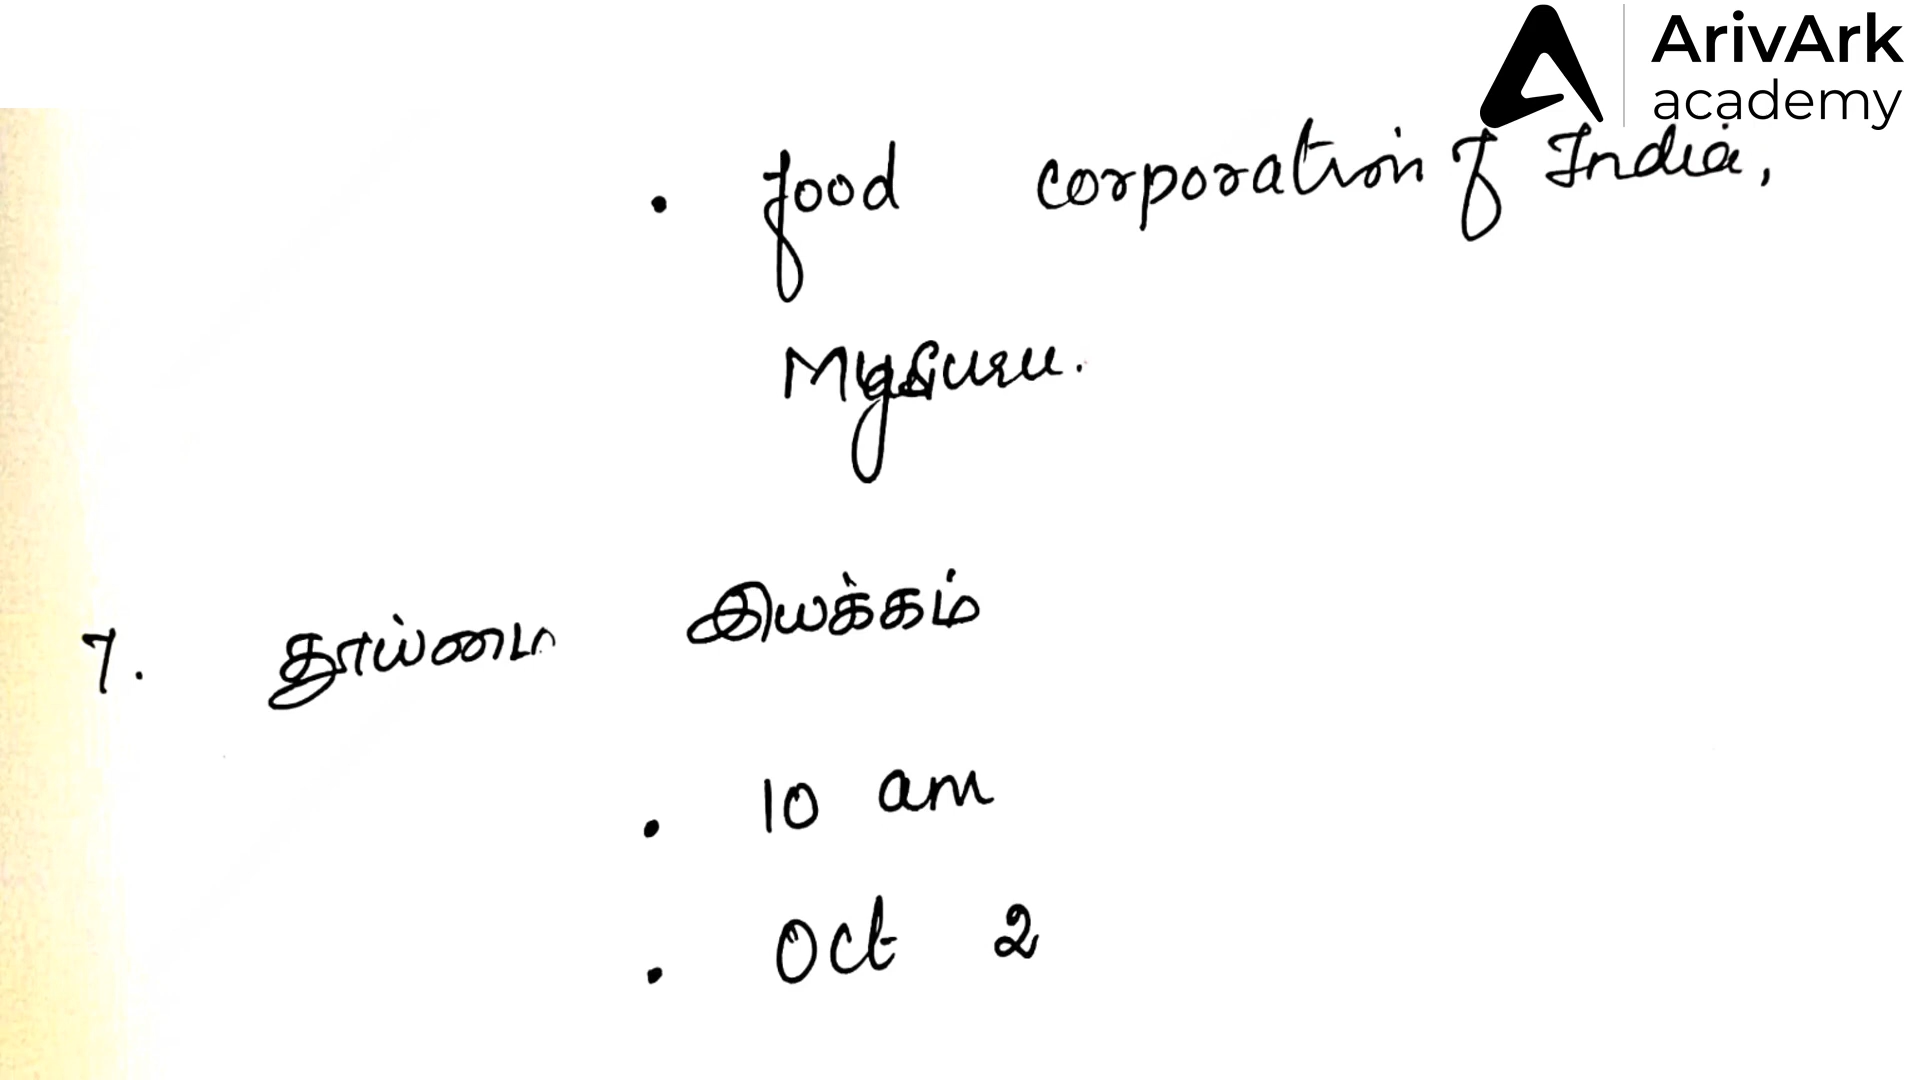 ArivArk
academy
• food corporation of India,
Mysuru.
7. தூய்மை இயக்கம்
• 10 am
• Oct 2